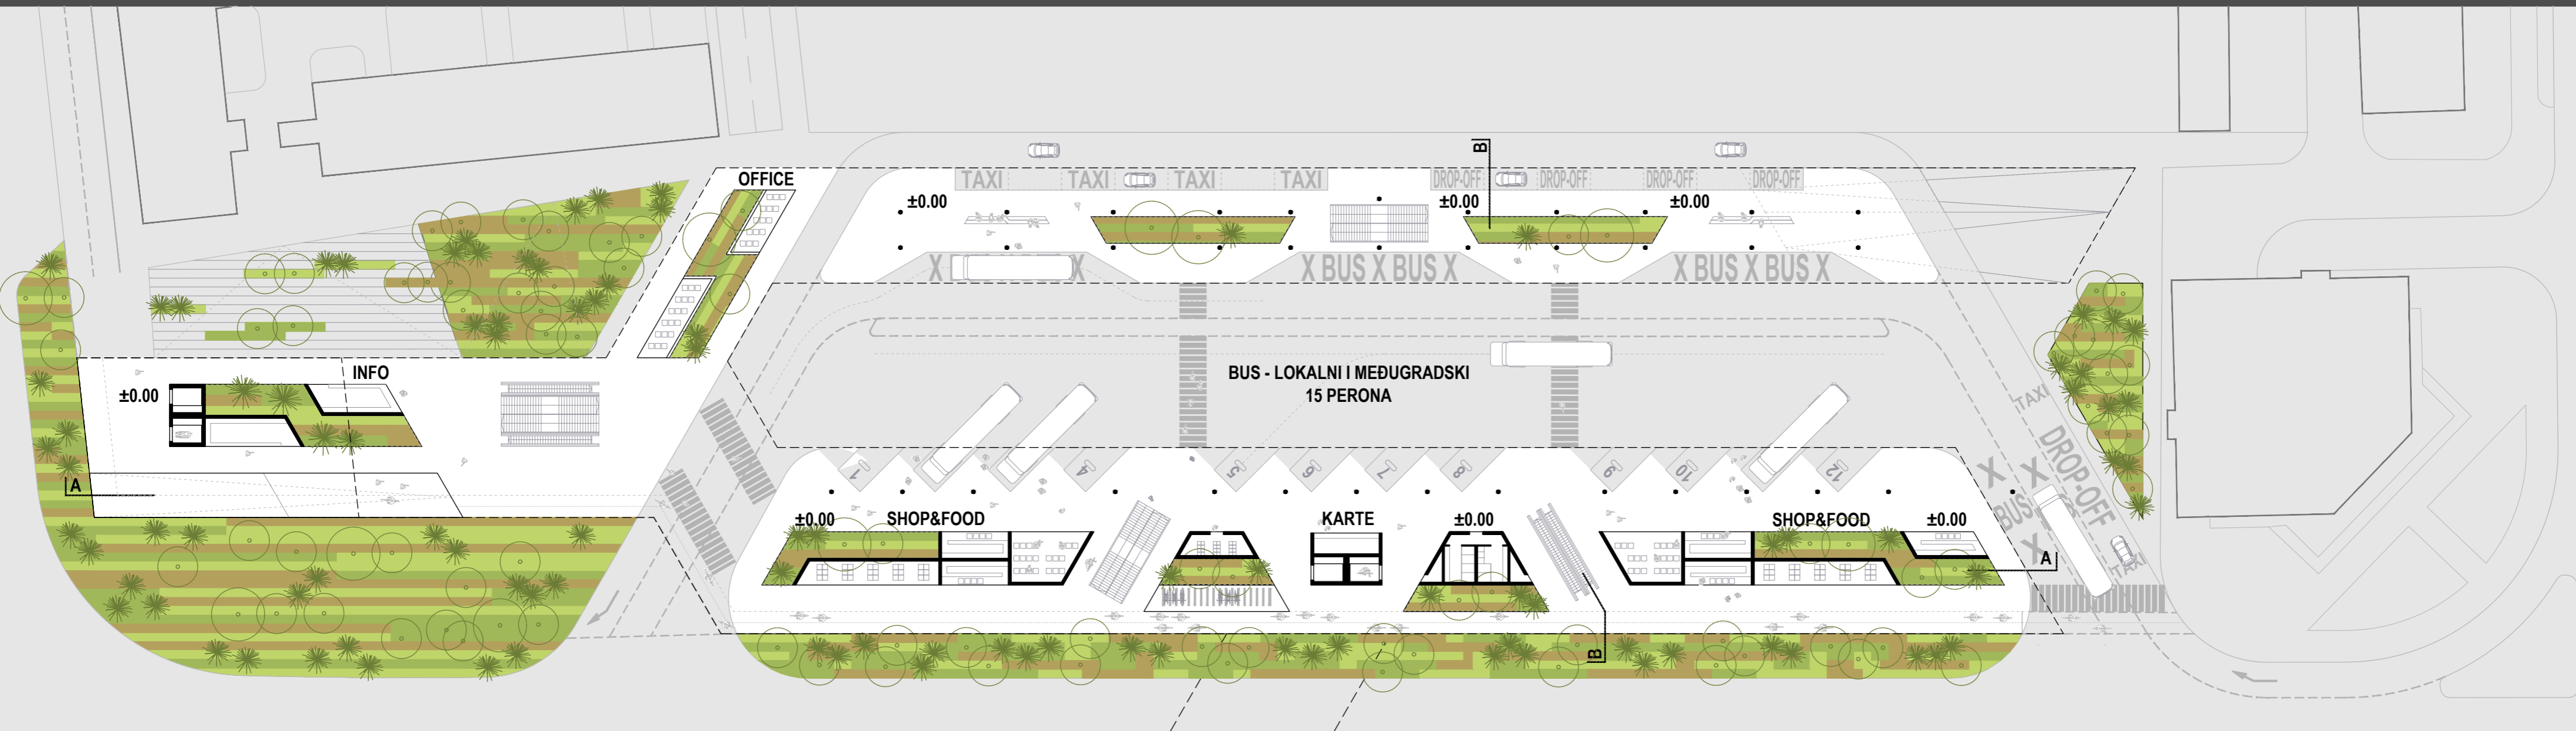 OFFICE
TAXI TAXI TAXI TAXI
DROP-OFF DROP-OFF DROP-OFF DROP-OFF
B
±0.00
±0.00
±0.00
X X
X BUS X BUS X
X BUS X BUS X
INFO
±0.00
BUS - LOKALNI I MEĐUGRADSKI
15 PERONA
TAXI
DROP-OFF
X X
BUS
X
TAXI
1 4 5 6 7 8 9 10 12
A
±0.00
SHOP&FOOD
KARTE
±0.00
SHOP&FOOD
±0.00
A
B